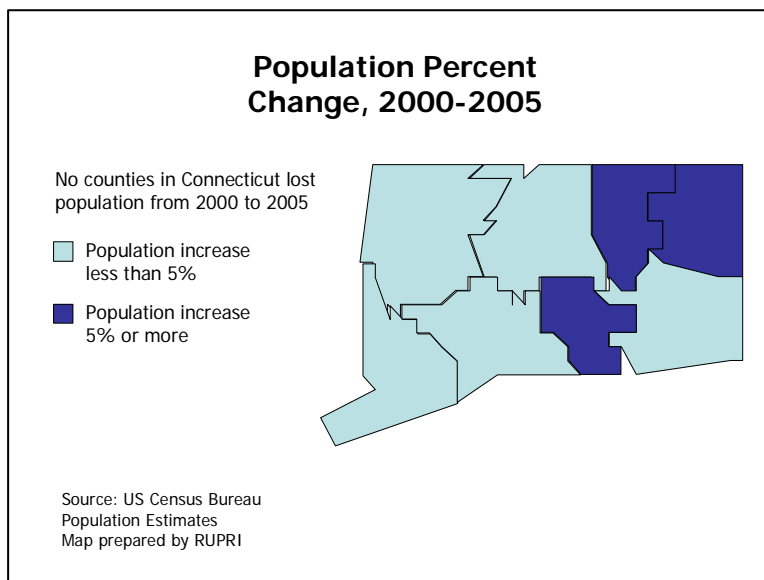 Population Percent
Change, 2000-2005
No counties in Connecticut lost
population from 2000 to 2005
Population increase
less than 5%
Population increase
5% or more
Source: US Census Bureau
Population Estimates
Map prepared by RUPRI